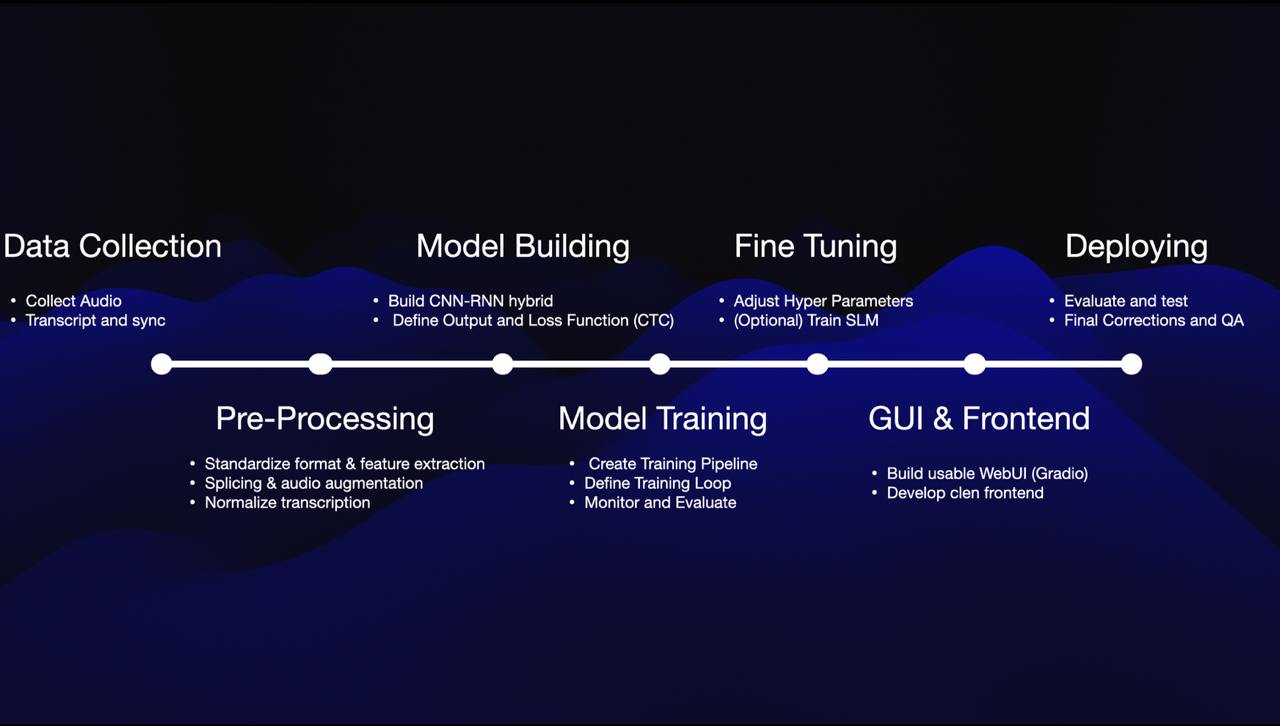 Data Collection
• Collect Audio
• Transcript and sync
Pre-Processing
• Standardize format & feature extraction
• Splicing & audio augmentation
• Normalize transcription
Model Building
• Build CNN-RNN hybrid
• Define Output and Loss Function (CTC)
Model Training
• Create Training Pipeline
• Define Training Loop
• Monitor and Evaluate
Fine Tuning
• Adjust Hyper Parameters
• (Optional) Train SLM
GUI & Frontend
• Build usable WebUI (Gradio)
• Develop clen frontend
Deploying
• Evaluate and test
• Final Corrections and QA